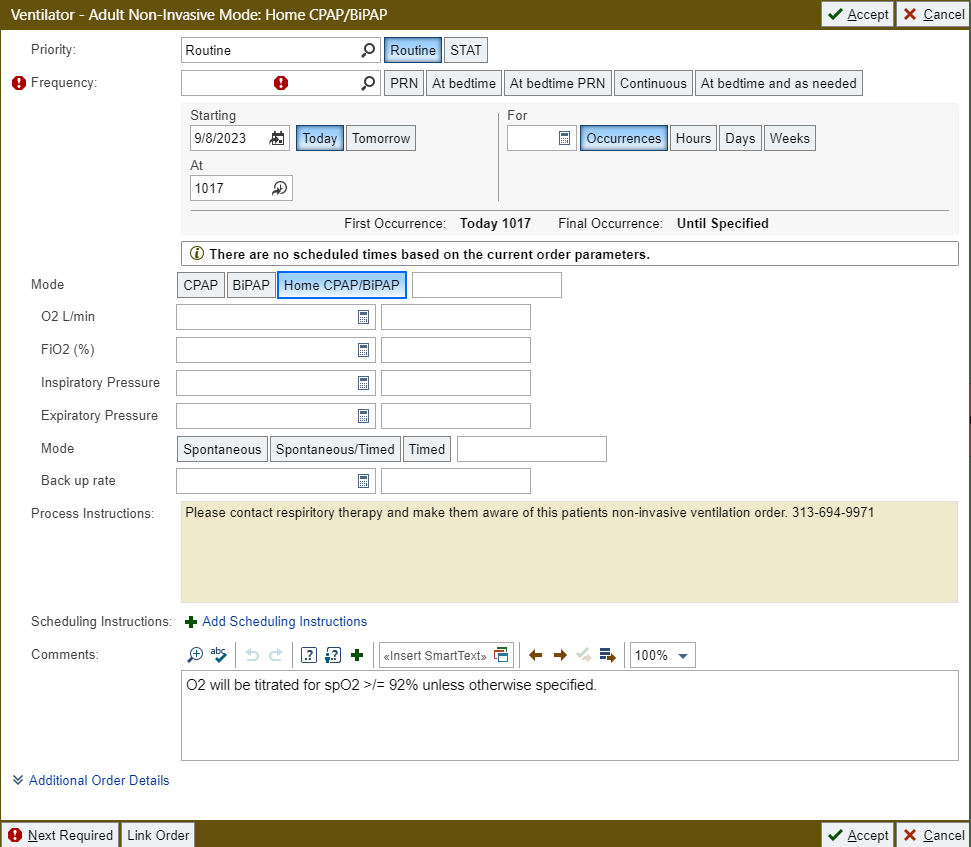 Ventilator - Adult Non-Invasive Mode: Home CPAP/BiPAP Accept Cancel
Priority: Routine Routine STAT
Frequency: PRN At bedtime At bedtime PRN Continuous At bedtime and as needed
Starting For
9/8/2023 Today Tomorrow Occurrences Hours Days Weeks
At
1017
First Occurrence: Today 1017 Final Occurrence: Until Specified
There are no scheduled times based on the current order parameters.
Mode CPAP BiPAP Home CPAP/BiPAP
O2 L/min
FiO2 (%)
Inspiratory Pressure
Expiratory Pressure
Mode Spontaneous Spontaneous/Timed Timed
Back up rate
Process Instructions: Please contact respiritory therapy and make them aware of this patients non-invasive ventilation order. 313-694-9971
Scheduling Instructions: Add Scheduling Instructions
Comments: abc «Insert SmartText» 100%
O2 will be titrated for spO2 >/= 92% unless otherwise specified.
Additional Order Details
Next Required Link Order Accept Cancel